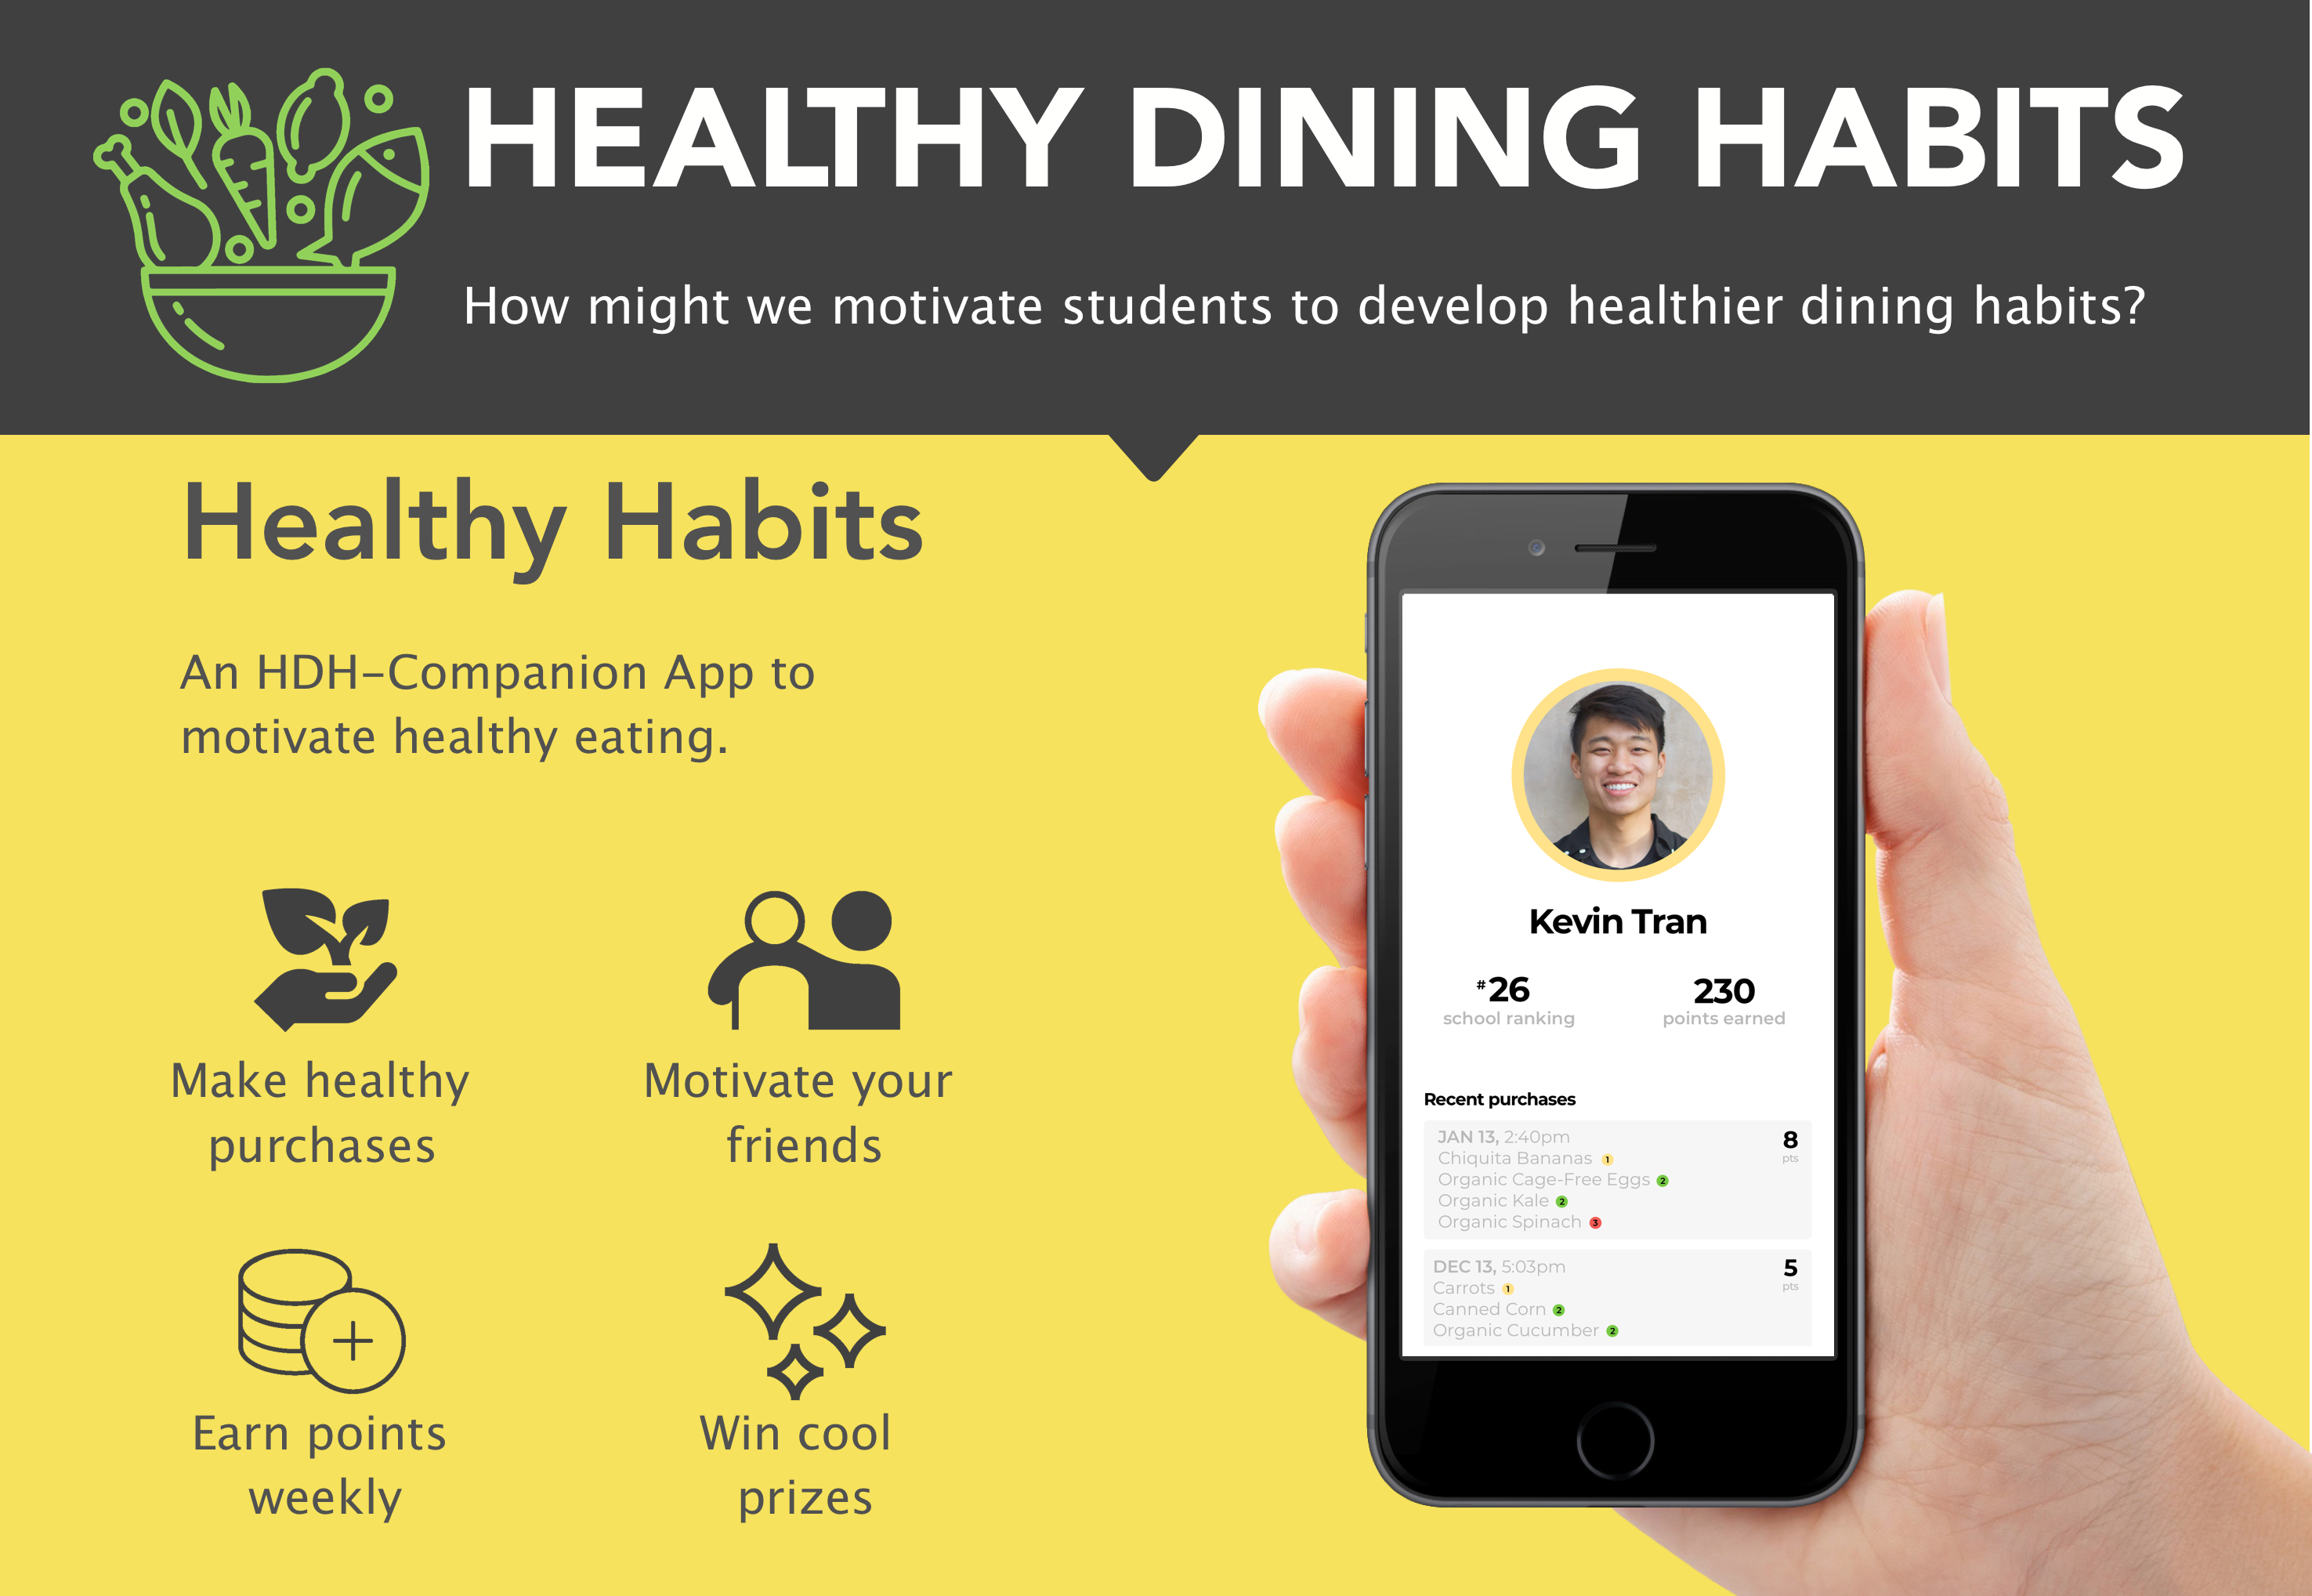 HEALTHY DINING HABITS
How might we motivate students to develop healthier dining habits?
Healthy Habits
An HDH-Companion App to
motivate healthy eating.
Make healthy
purchases
Motivate your
friends
Earn points
weekly
Win cool
prizes
Kevin Tran
#26
school ranking
230
points earned
Recent purchases
JAN 13, 2:40pm
8
pts
Chiquita Bananas 1
Organic Cage-Free Eggs 2
Organic Kale 2
Organic Spinach 3
DEC 13, 5:03pm
5
pts
Carrots 1
Canned Corn 2
Organic Cucumber 2